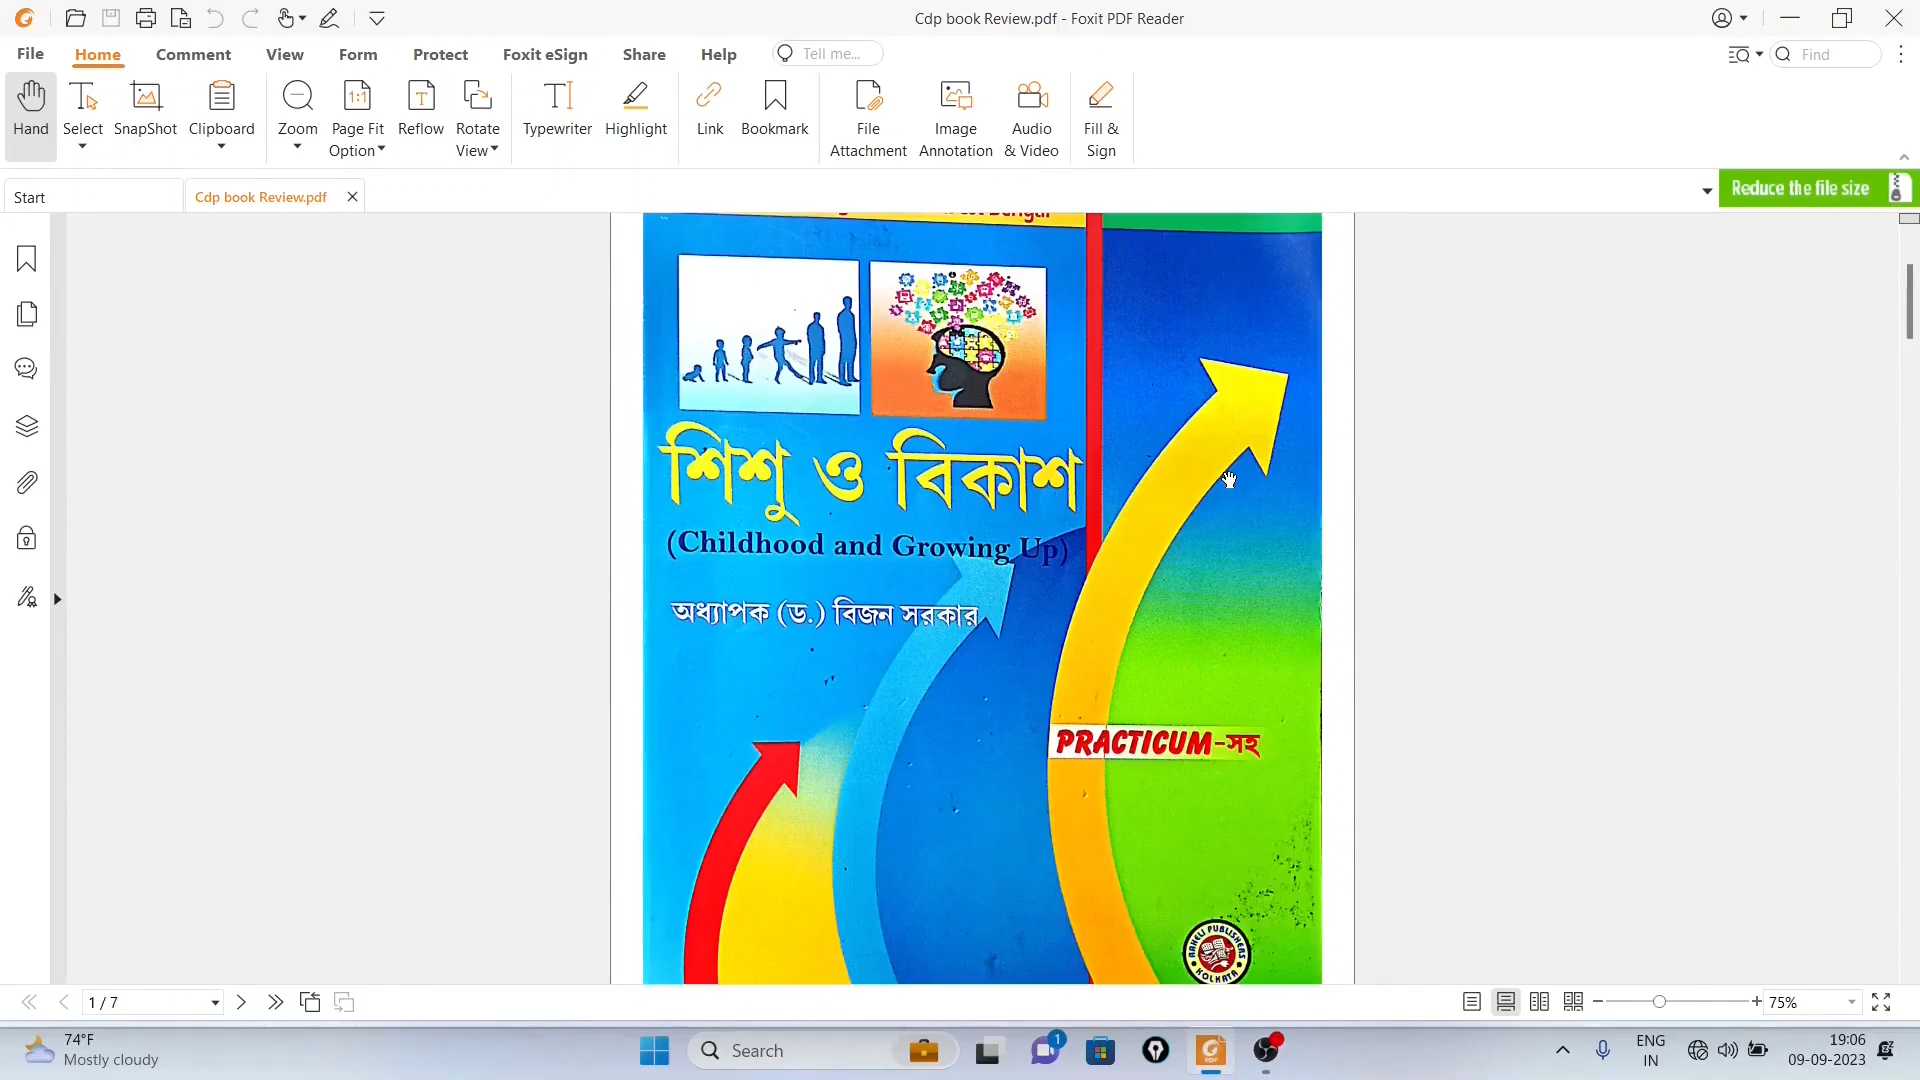 Cdp book Review.pdf - Foxit PDF Reader
File Home Comment View Form Protect Foxit eSign Share Help Tell me... Find
Hand Select SnapShot Clipboard Zoom Page Fit Option Reflow Rotate View Typewriter Highlight Link Bookmark File Attachment Image Annotation Audio & Video Fill & Sign
Start Cdp book Review.pdf Reduce the file size
শিশু ও বিকাশ
(Childhood and Growing Up)
অধ্যাপক (ড.) বিজন সরকার
PRACTICUM-সহ
PUBLISHERS
KOLKATA
1 / 7 75%
74°F
Mostly cloudy
Search
1
ENG
IN
19:06
09-09-2023